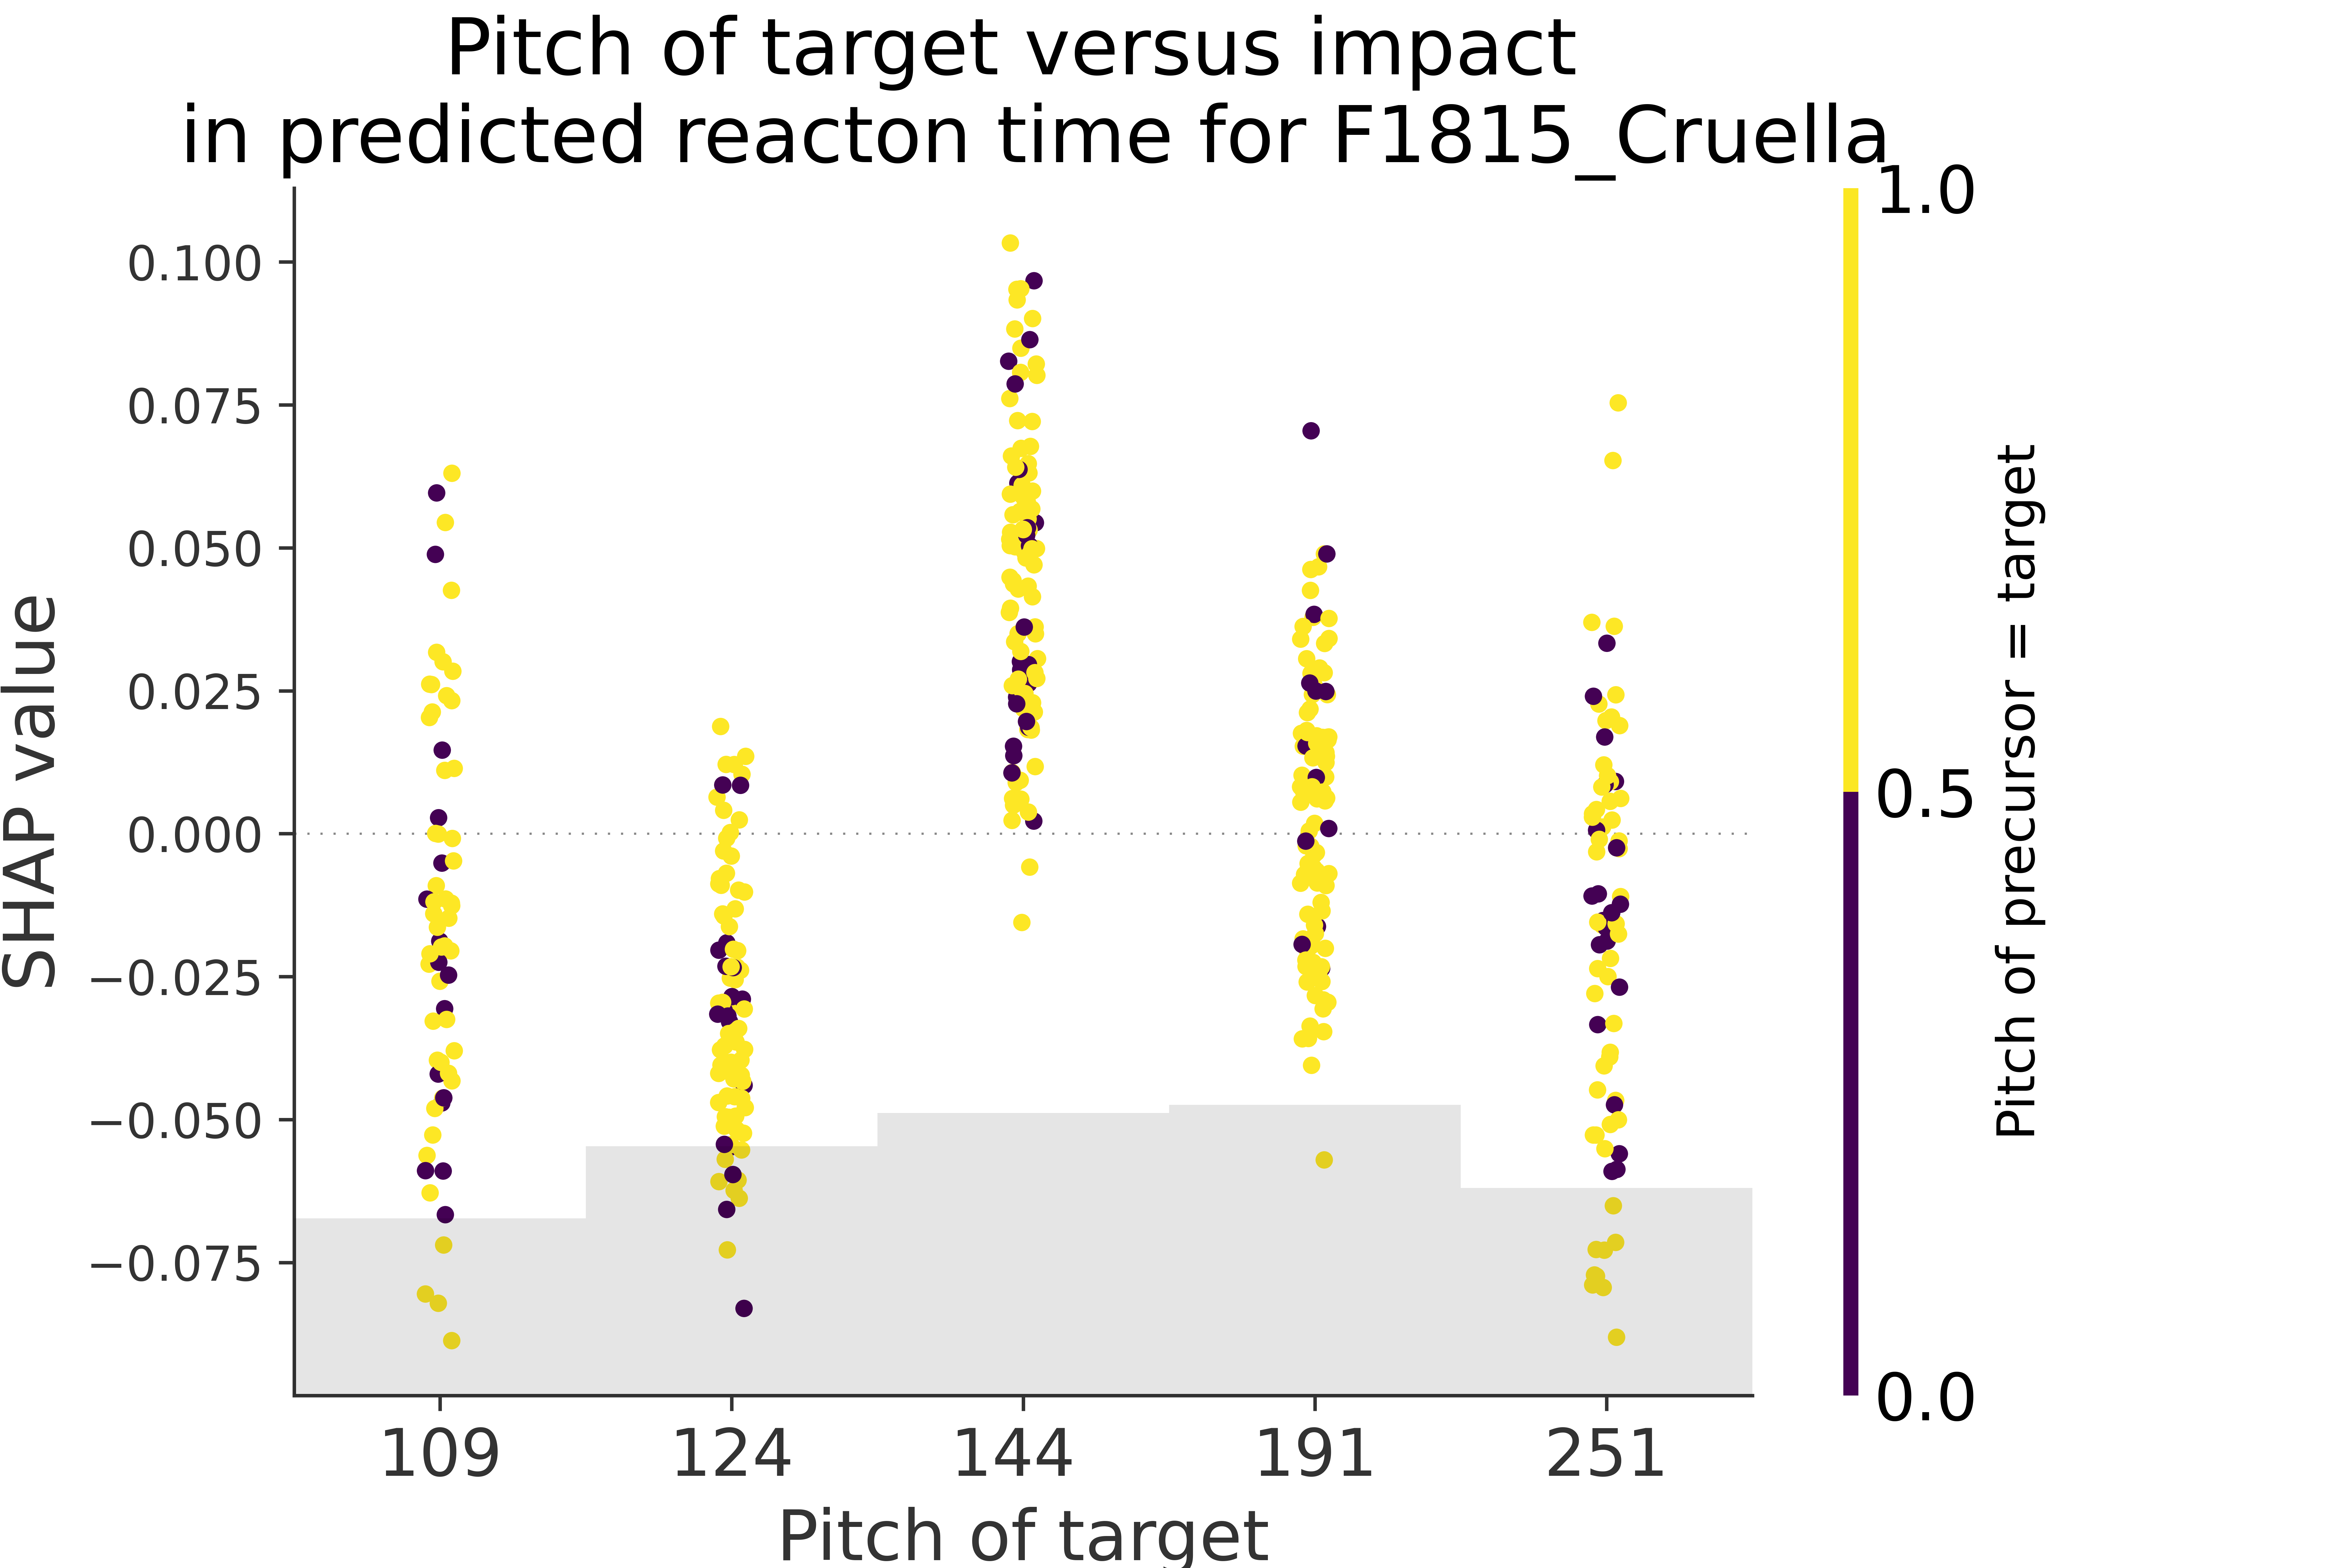 Pitch of target versus impact
in predicted reacton time for F1815_Cruella
SHAP value
0.100
0.075
0.050
0.025
0.000
−0.025
−0.050
−0.075
109 124 144 191 251
Pitch of target
1.0
0.5
0.0
Pitch of precursor = target